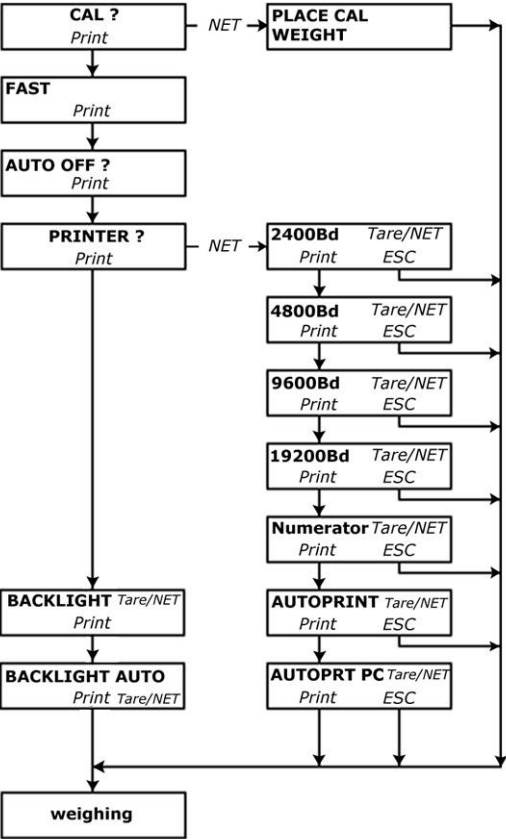 CAL ?
Print
NET
PLACE CAL
WEIGHT
FAST
Print
AUTO OFF ?
Print
PRINTER ?
Print
NET
2400Bd Tare/NET
Print ESC
4800Bd Tare/NET
Print ESC
9600Bd Tare/NET
Print ESC
19200Bd Tare/NET
Print ESC
Numerator Tare/NET
Print ESC
AUTOPRINT Tare/NET
Print ESC
AUTOPRT PC Tare/NET
Print ESC
BACKLIGHT Tare/NET
Print
BACKLIGHT AUTO
Print Tare/NET
weighing